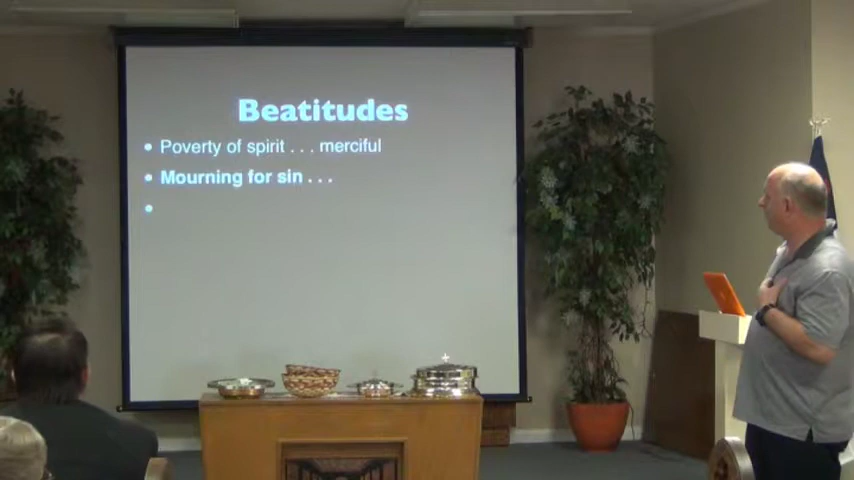 Beatitudes
• Poverty of spirit . . . merciful
• Mourning for sin . . .
•